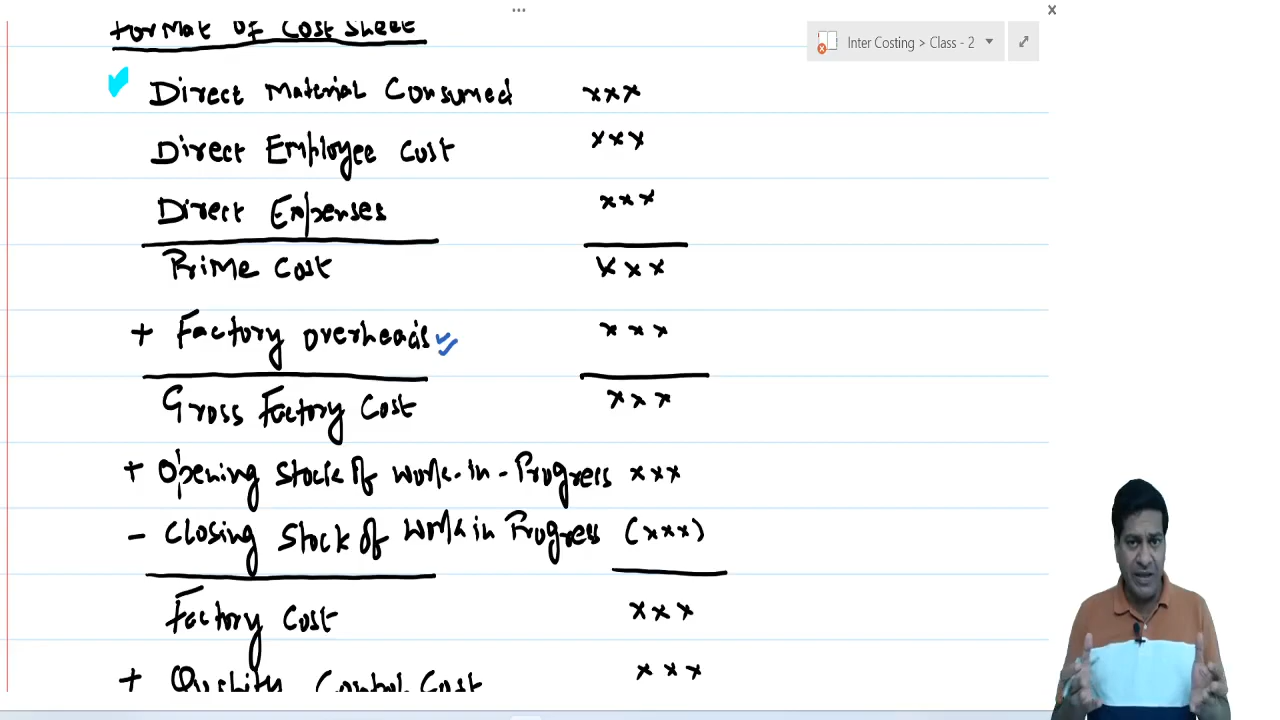 Format of Cost Sheet
Inter Costing > Class - 2
Direct Material Consumed xxx
Direct Employee Cost xxx
Direct Expenses xxx
Prime Cost xxx
+ Factory overheads xxx
Gross Factory Cost xxx
+ Opening Stock of Work-in-Progress xxx
- Closing Stock of Work in Progress (xxx)
Factory Cost xxx
+ Quality Control Cost xxx